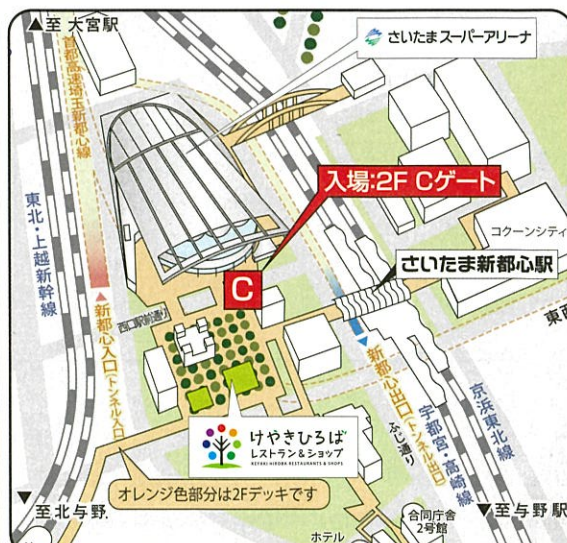 ▲至 大宮駅
さいたまスーパーアリーナ
首都高速埼玉新都心線
入場:2F Cゲート
東北・上越新幹線
コクーンシティ
さいたま新都心駅
C
新都心入口(トンネル入口)
西口駅前通り
東西
新都心出口(トンネル出口)
ふじ通り
宇都宮・高崎線
京浜東北線
けやきひろば
レストラン&ショップ
KEYAKI HIROBA RESTAURANTS & SHOPS
オレンジ色部分は2Fデッキです
▼至北与野
ホテル
合同庁舎
2号館
▼至 与野駅